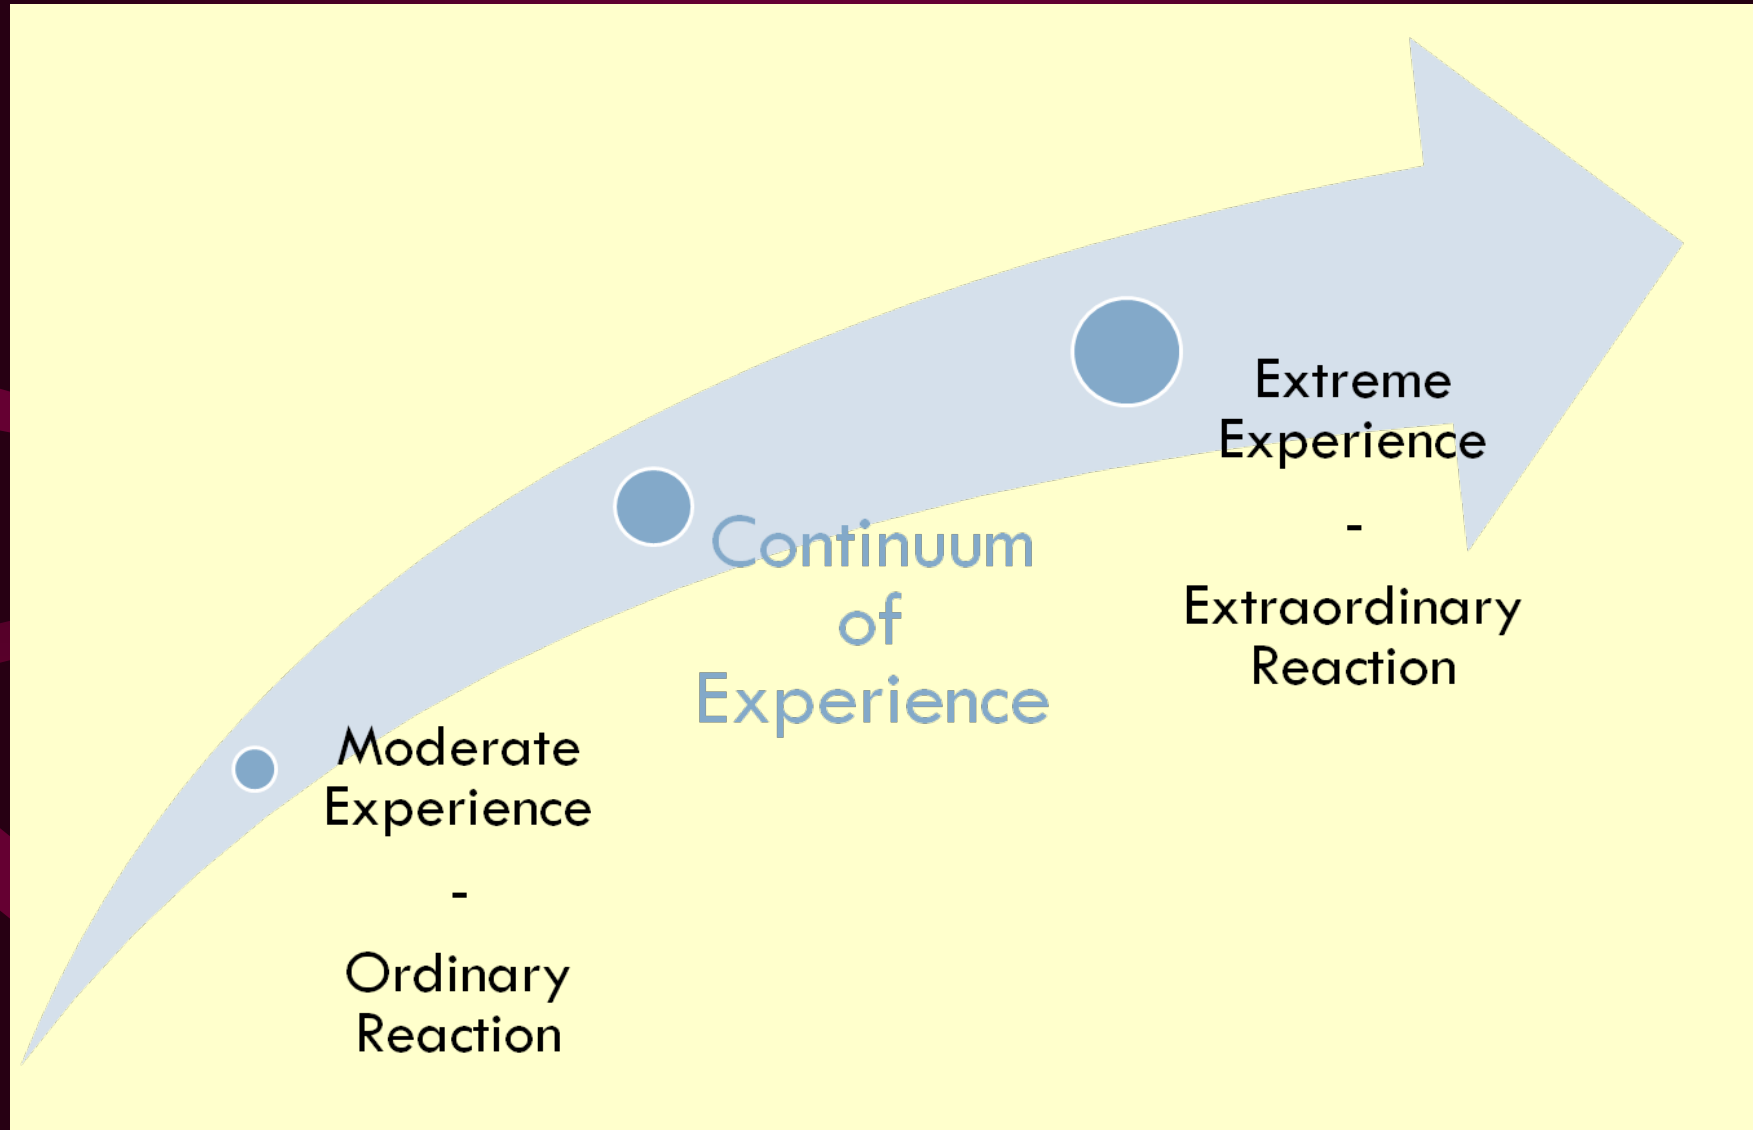 Moderate
Experience
-
Ordinary
Reaction
Continuum
of
Experience
Extreme
Experience
-
Extraordinary
Reaction